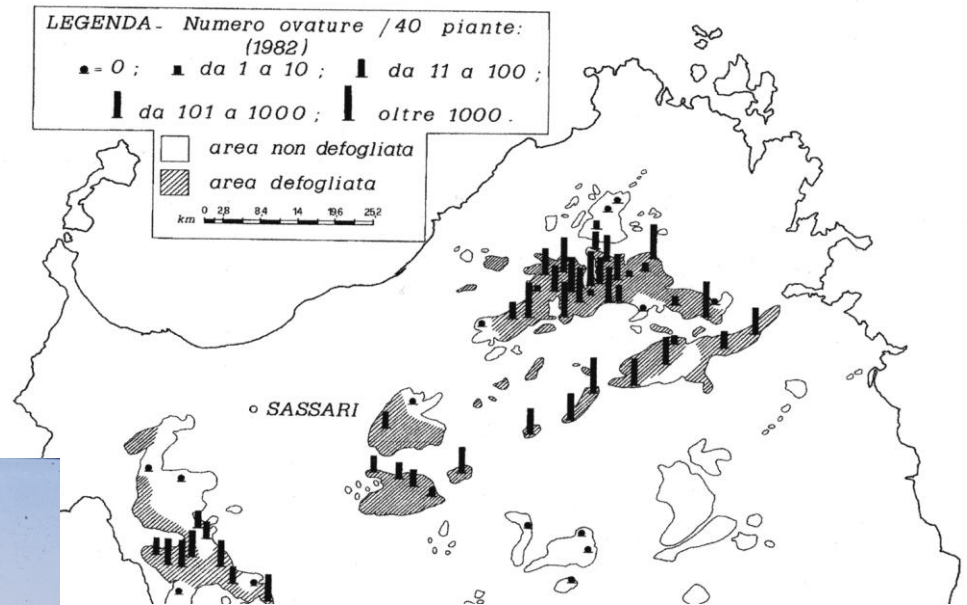 LEGENDA- Numero ovature /40 piante:
(1982)
= 0 ; da 1 a 10 ; da 11 a 100 ;
da 101 a 1000 ; oltre 1000 .
area non defogliata
area defogliata
km 0 2,8 8,4 14 19,6 25,2
SASSARI